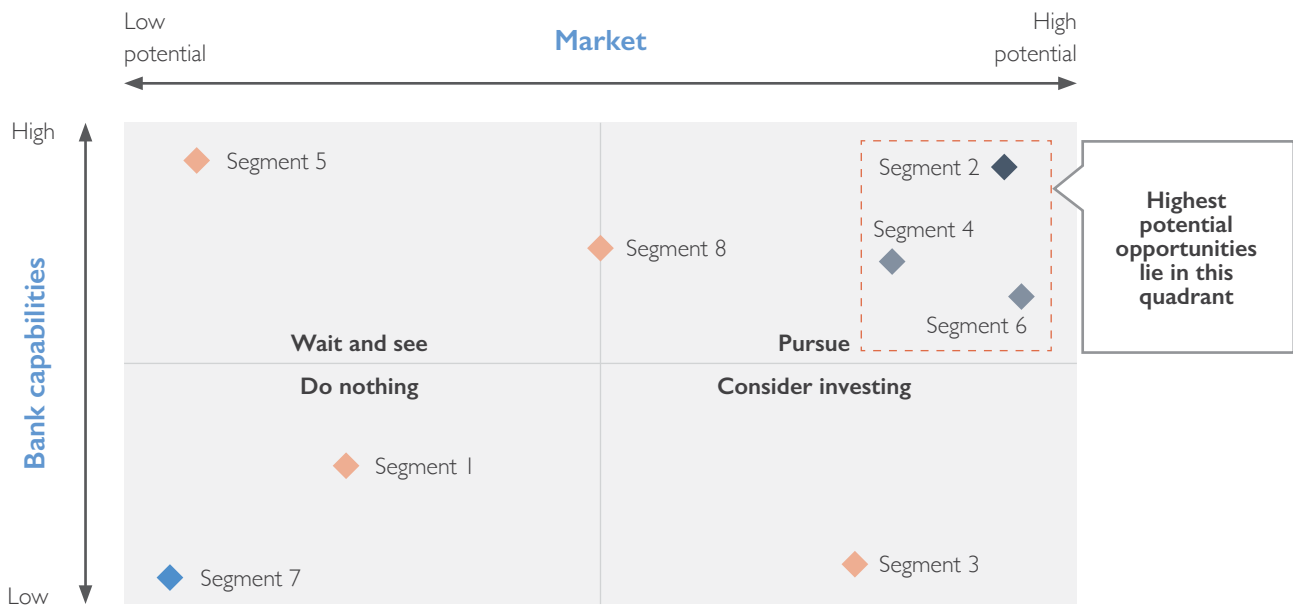 Low
potential
Market
High
potential
High
Segment 5
Segment 2
Segment 4
Segment 8
Segment 6
Highest
potential
opportunities
lie in this
quadrant
Bank capabilities
Wait and see
Pursue
Do nothing
Consider investing
Segment 1
Segment 7
Segment 3
Low